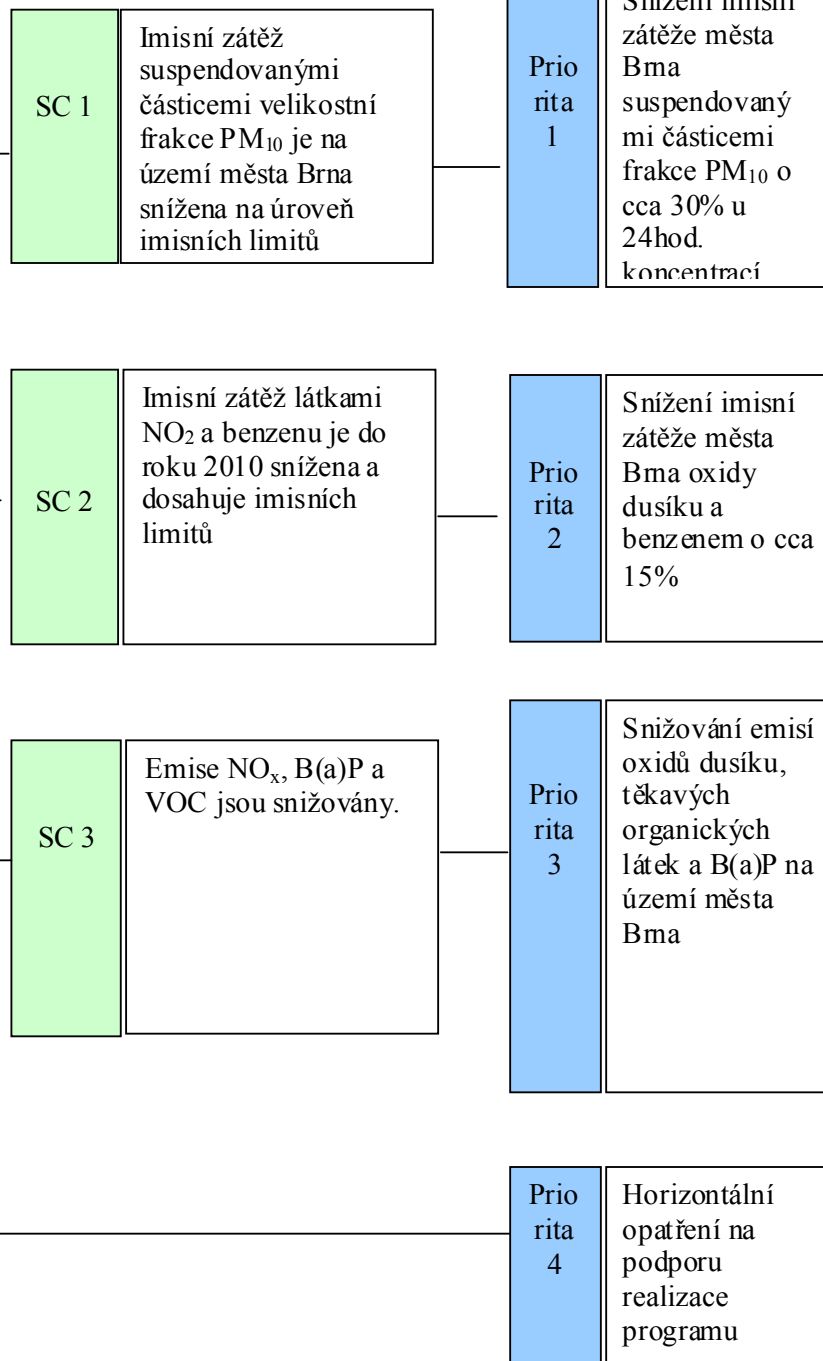 SC 1
Imisní zátěž
suspendovanými
částicemi velikostní
frakce PM₁₀ je na
území města Brna
snížena na úroveň
imisních limitů
Prio
rita
1
Snížení imisní
zátěže města
Brna
suspendovaný
mi částicemi
frakce PM₁₀ o
cca 30% u
24hod.
koncentrací
SC 2
Imisní zátěž látkami
NO₂ a benzenu je do
roku 2010 snížena a
dosahuje imisních
limitů
Prio
rita
2
Snížení imisní
zátěže města
Brna oxidy
dusíku a
benzenem o cca
15%
SC 3
Emise NOₓ, B(a)P a
VOC jsou snižovány.
Prio
rita
3
Snižování emisí
oxidů dusíku,
těkavých
organických
látek a B(a)P na
území města
Brna
Prio
rita
4
Horizontální
opatření na
podporu
realizace
programu